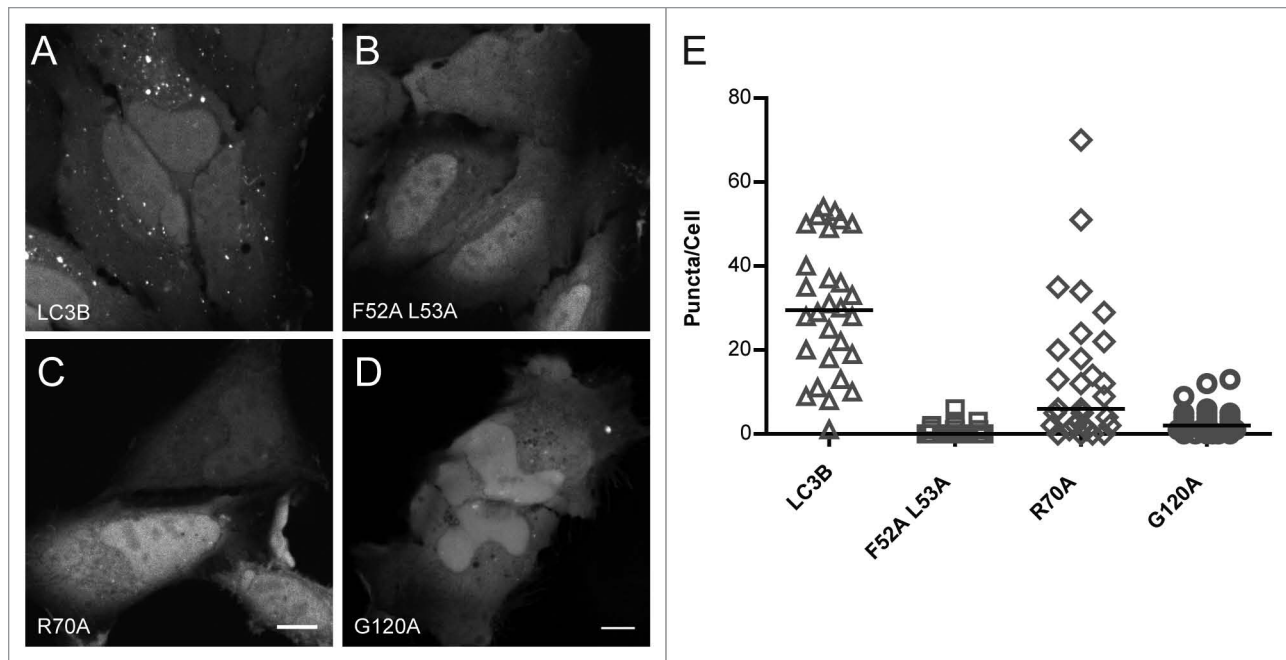 A
LC3B
B
F52A L53A
C
R70A
D
G120A
E
80
60
40
20
0
Puncta/Cell
LC3B
F52A L53A
R70A
G120A